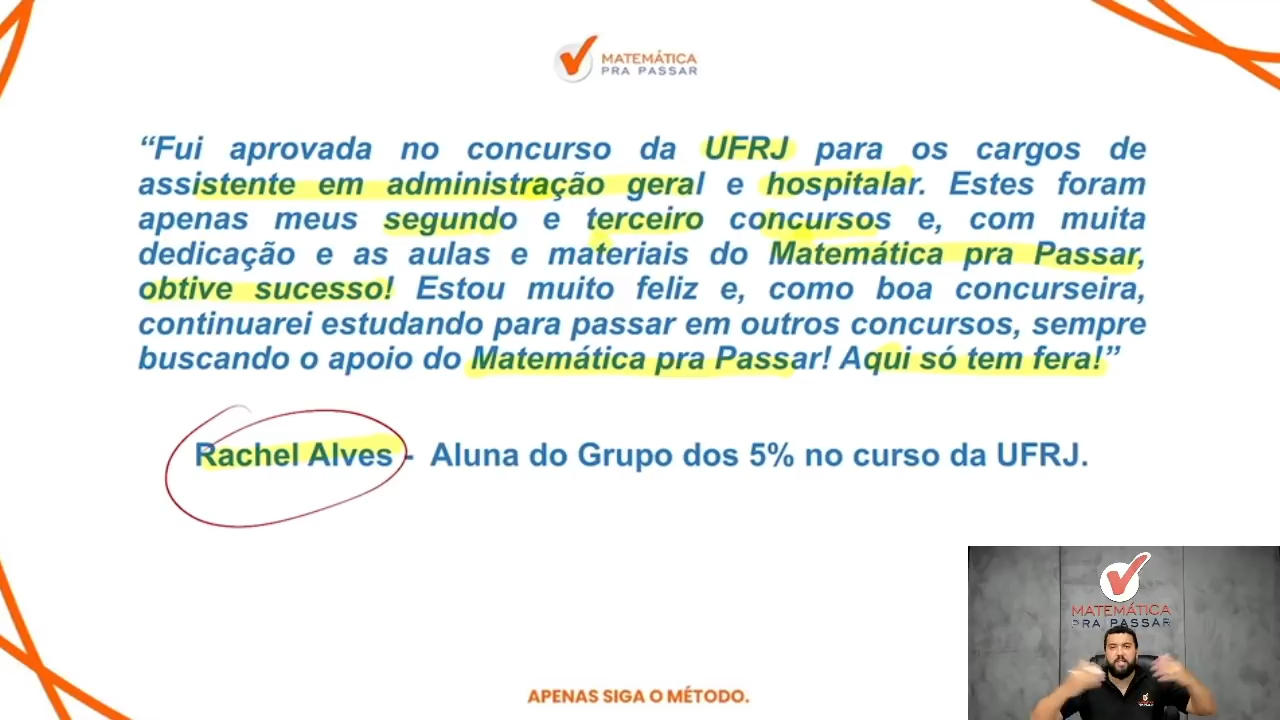 MATEMÁTICA
PRA PASSAR
“Fui aprovada no concurso da UFRJ para os cargos de
assistente em administração geral e hospitalar. Estes foram
apenas meus segundo e terceiro concursos e, com muita
dedicação e as aulas e materiais do Matemática pra Passar,
obtive sucesso! Estou muito feliz e, como boa concurseira,
continuarei estudando para passar em outros concursos, sempre
buscando o apoio do Matemática pra Passar! Aqui só tem fera!”
Rachel Alves - Aluna do Grupo dos 5% no curso da UFRJ.
MATEMÁTICA
PRA PASSAR
APENAS SIGA O MÉTODO.